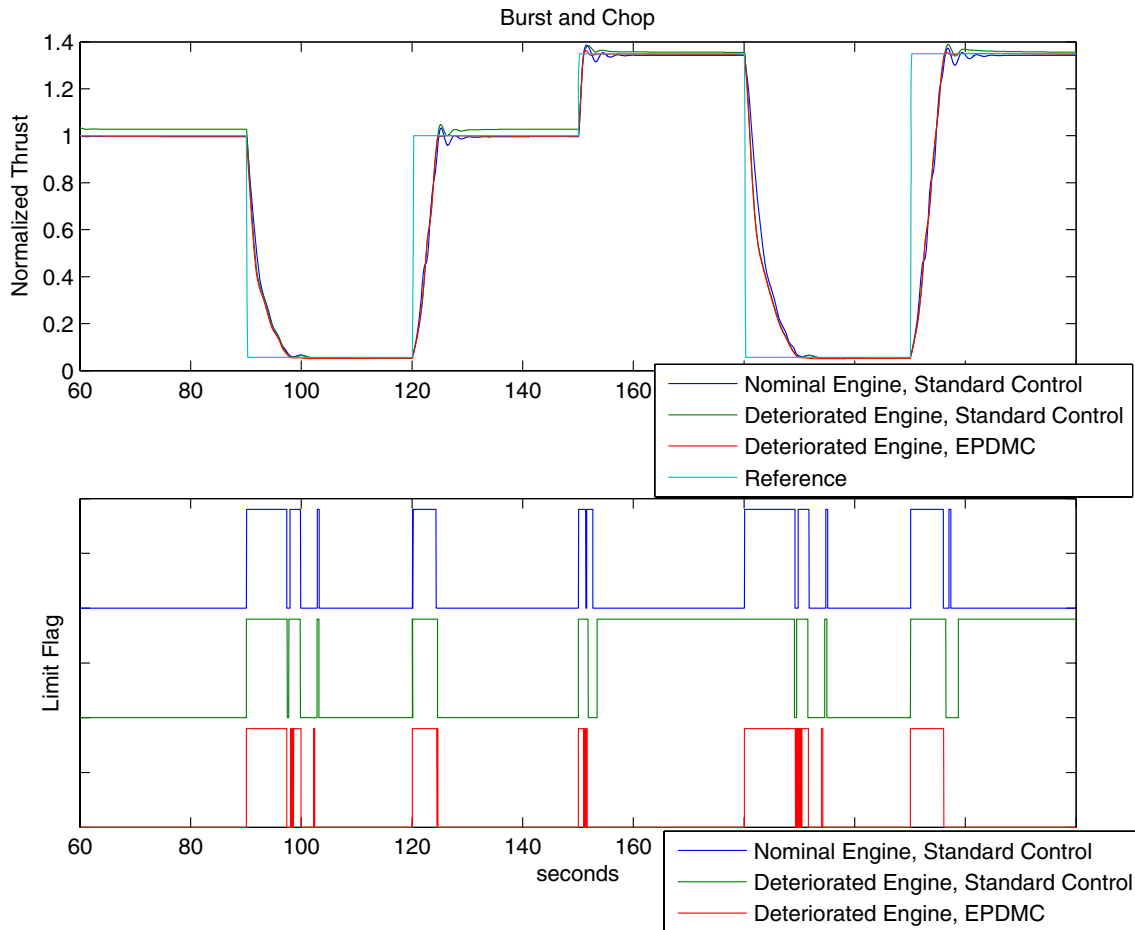 Burst and Chop
1.4
1.2
1
0.8
0.6
0.4
0.2
0
Normalized Thrust
60
80
100
120
140
160
Nominal Engine, Standard Control
Deteriorated Engine, Standard Control
Deteriorated Engine, EPDMC
Reference
Limit Flag
60
80
100
120
140
160
seconds
Nominal Engine, Standard Control
Deteriorated Engine, Standard Control
Deteriorated Engine, EPDMC